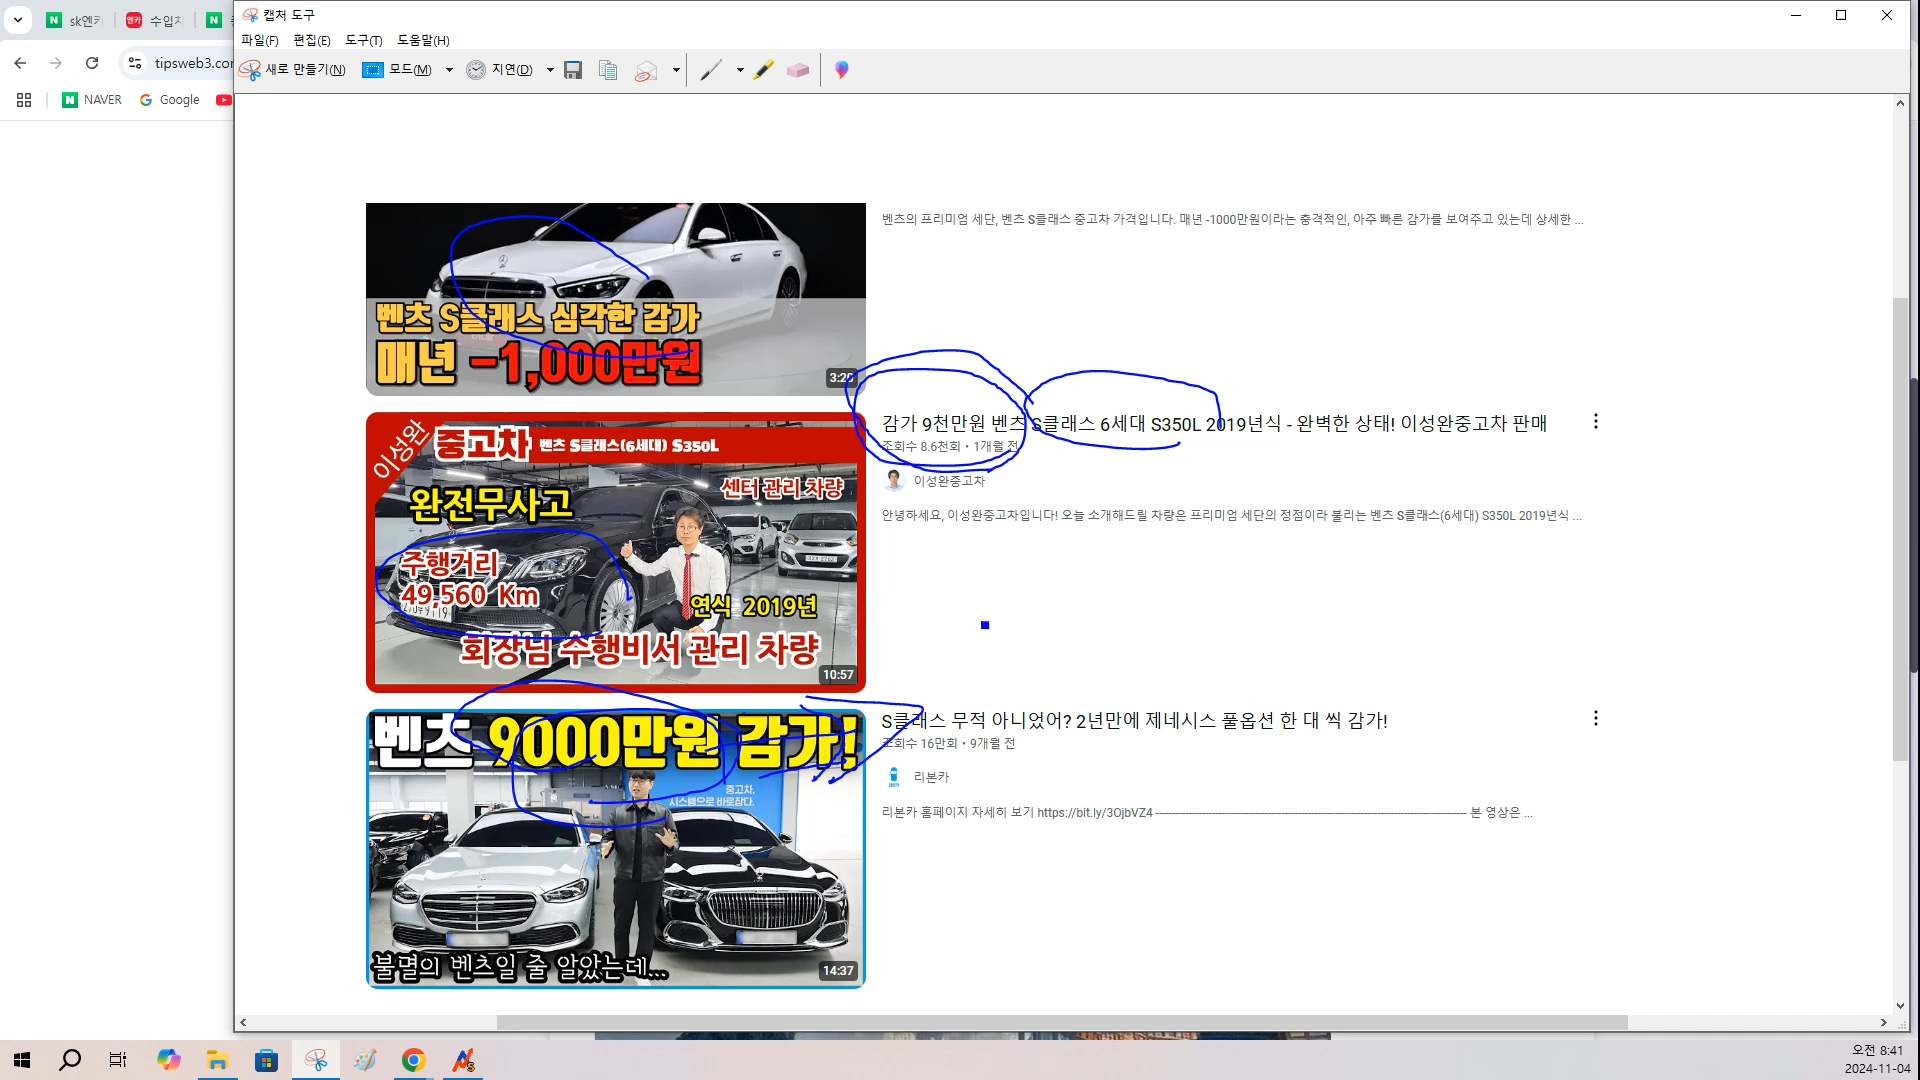 sk엔카
수입차
캡처 도구
파일(F) 편집(E) 도구(T) 도움말(H)
tipsweb3.com
새로 만들기(N) 모드(M) 지연(D)
NAVER Google
벤츠의 프리미엄 세단, 벤츠 S클래스 중고차 가격입니다. 매년 -1000만원이라는 충격적인, 아주 빠른 감가를 보여주고 있는데 상세한 ...
벤츠 S클래스 심각한 감가
매년 -1,000만원
3:20
감가 9천만원 벤츠 S클래스 6세대 S350L 2019년식 - 완벽한 상태! 이성완중고차 판매
조회수 8.6천회 • 1개월 전
이성완중고차
안녕하세요, 이성완중고차입니다! 오늘 소개해드릴 차량은 프리미엄 세단의 정점이라 불리는 벤츠 S클래스(6세대) S350L 2019년식 ...
이성완
중고차 벤츠 S클래스(6세대) S350L
센터 관리 차량
완전무사고
주행거리
49,560 Km
연식 2019년
회장님 수행비서 관리 차량
10:57
S클래스 무적 아니었어? 2년만에 제네시스 풀옵션 한 대 씩 감가!
조회수 16만회 • 9개월 전
리본카
리본카 홈페이지 자세히 보기 https://bit.ly/3OjbVZ4 ---------- 본 영상은 ...
벤츠 9000만원 감가!
중고차,
시스템으로 바로잡다.
불멸의 벤츠일 줄 알았는데...
14:37
오전 8:41
2024-11-04